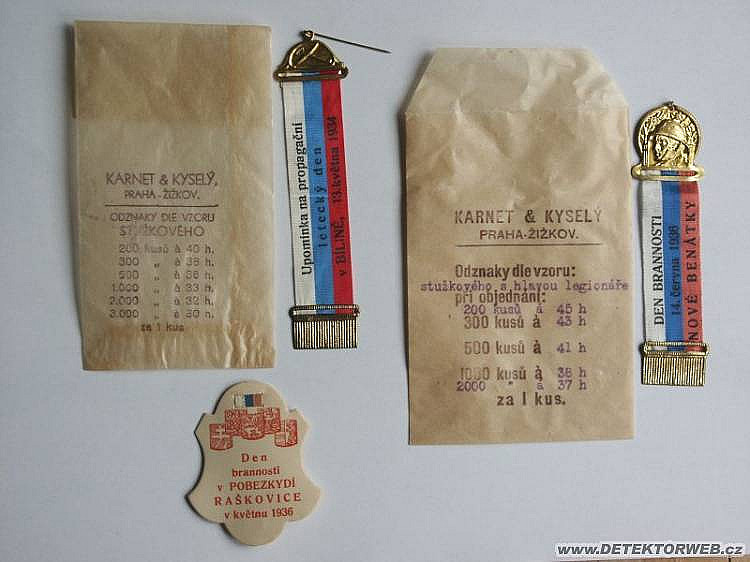 KARNET & KYSELÝ,
PRAHA-ŽIŽKOV.
ODZNAKY DLE VZORU
STUŽKOVÉHO
200 kusů à 40 h.
300 „ à 38 h.
500 „ à 36 h.
1.000 „ à 33 h.
2.000 „ à 32 h.
3.000 „ à 30 h.
za 1 kus
Upomínka na propagační
letecký den
v BÍLINĚ, 13. května 1934
KARNET & KYSELÝ
PRAHA-ŽIŽKOV.
Odznaky dle vzoru:
stužkového s hlavou legionáře
při objednání:
200 kusů à 45 h
300 kusů à 43 h
500 kusů à 41 h
1000 kusů à 38 h
2000 " à 37 h
za 1 kus.
DEN BRANNOSTI
14. června 1936
NOVÉ BENÁTKY
Den
brannosti
v POBEZKYDÍ
RAŠKOVICE
v květnu 1936
www.DETEKTORWEB.cz